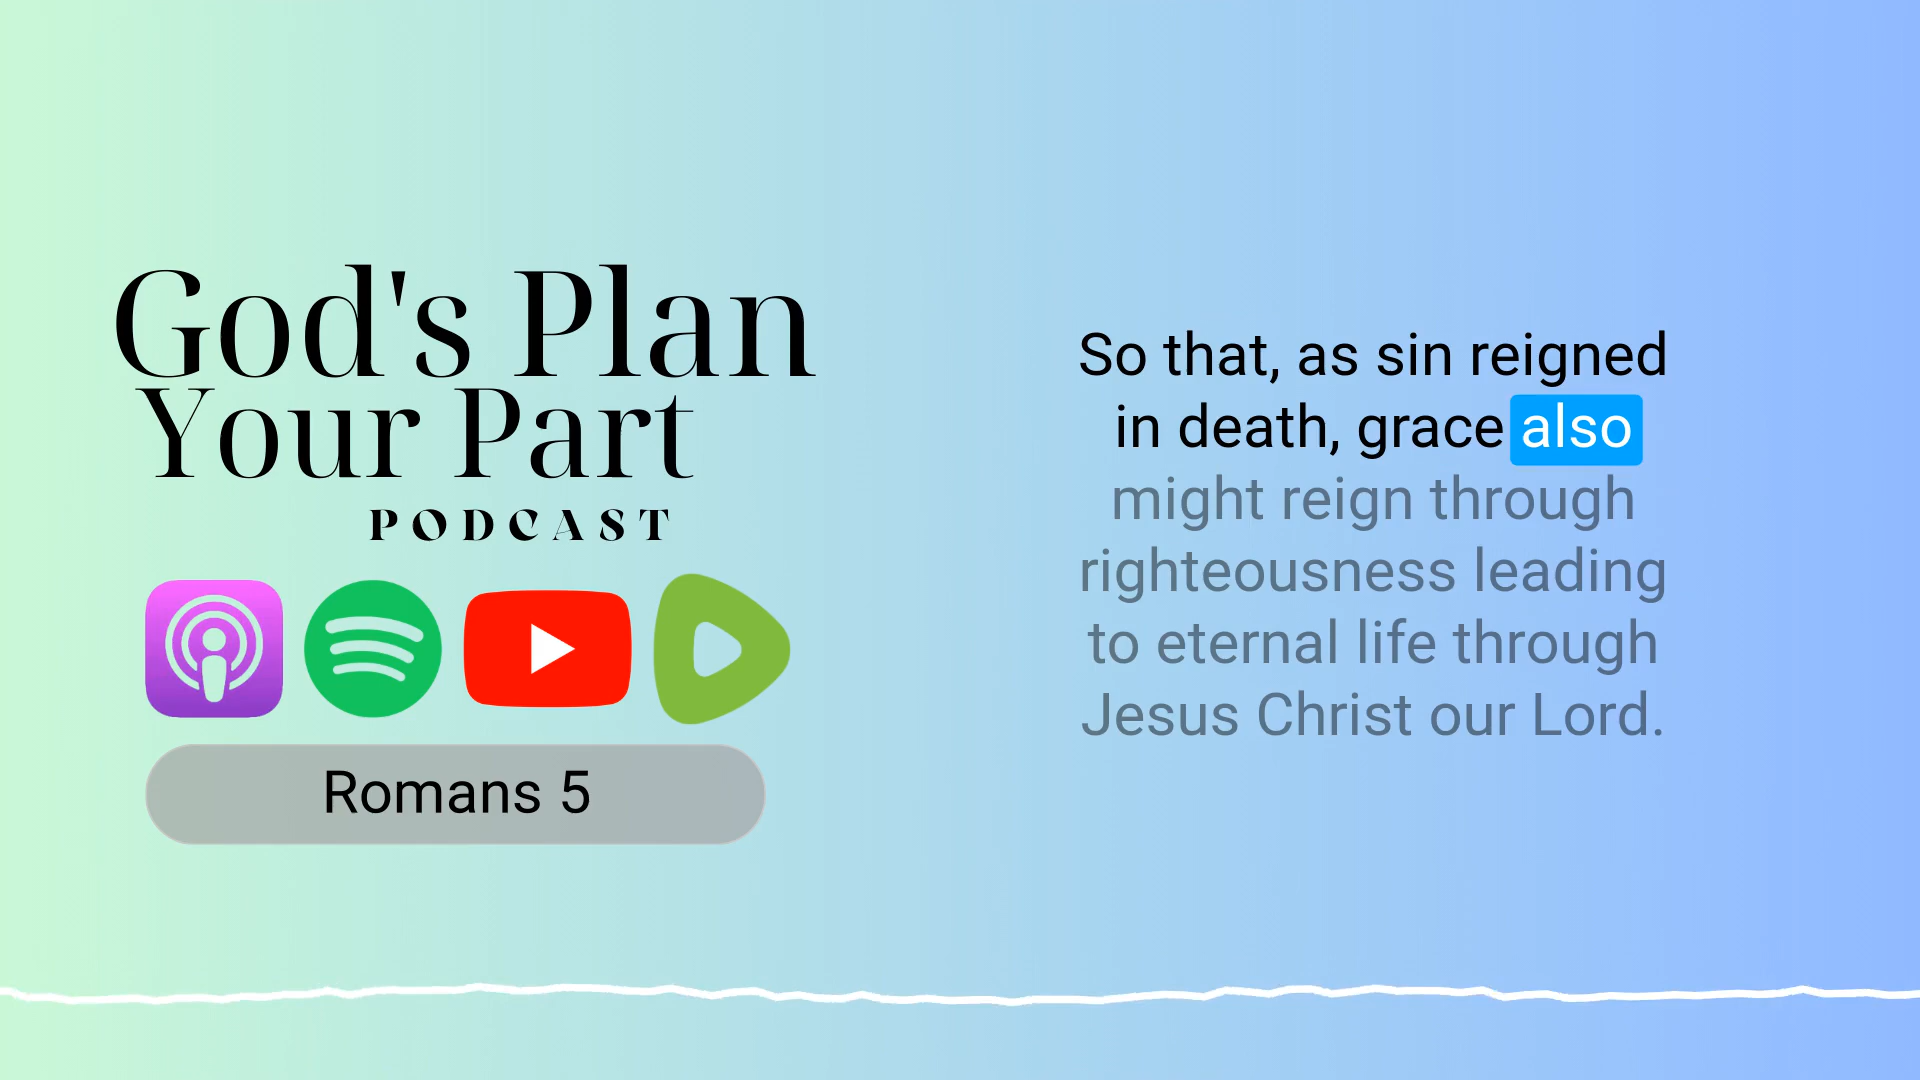 God's Plan
Your Part
PODCAST
Romans 5
So that, as sin reigned
in death, grace also
might reign through
righteousness leading
to eternal life through
Jesus Christ our Lord.